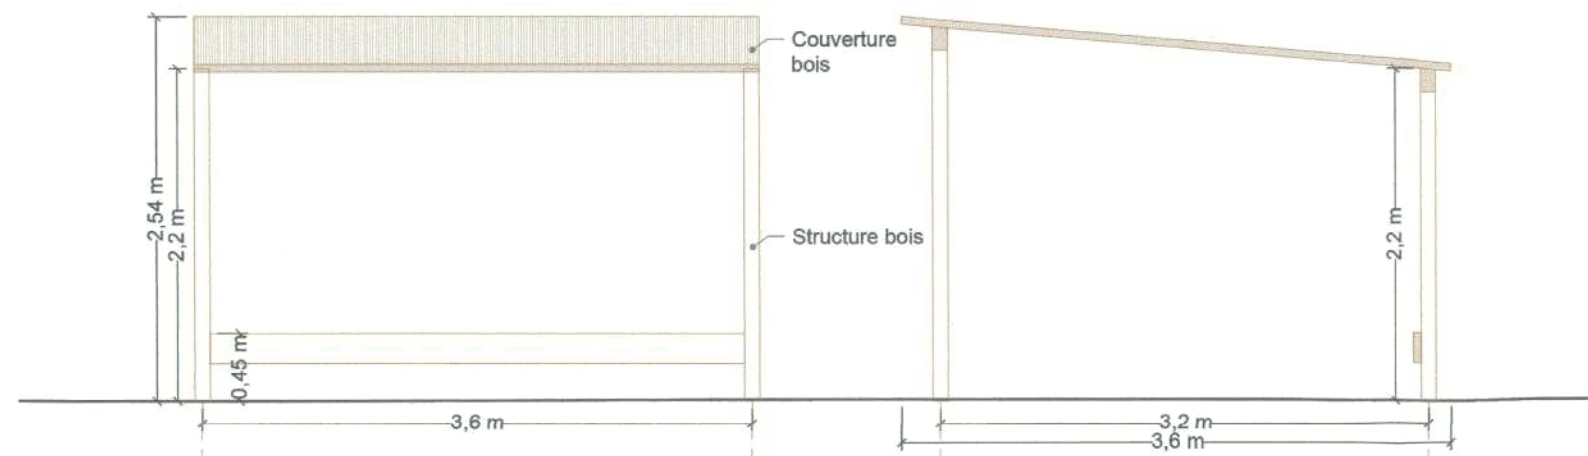 Couverture
bois
2,54 m
2,2 m
Structure bois
2,2 m
0,45 m
3,6 m
3,2 m
3,6 m